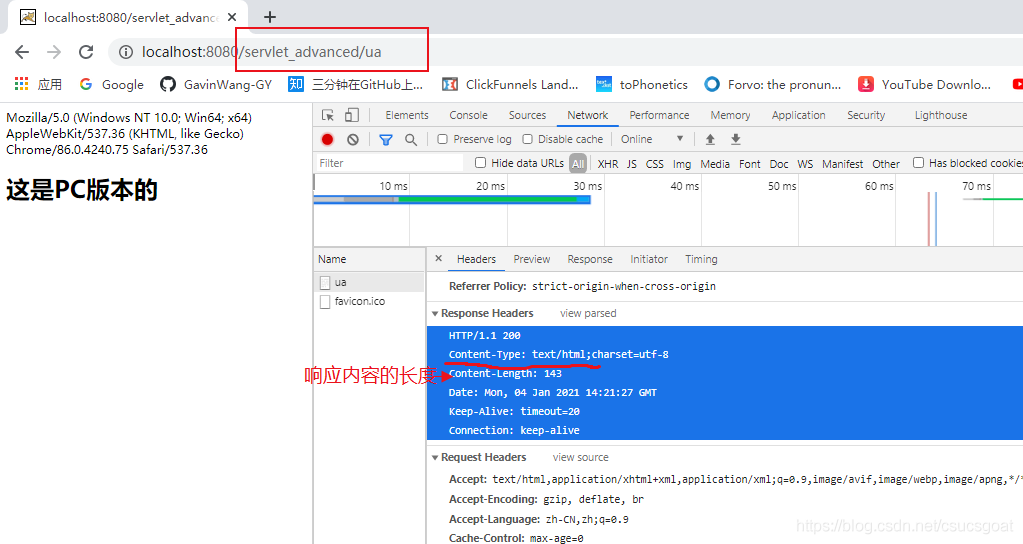 localhost:8080/servlet_advanc
localhost:8080/servlet_advanced/ua
应用
Google
GavinWang-GY
知
三分钟在GitHub上...
ClickFunnels Land...
toPhonetics
Forvo: the pronun...
YouTube Downlo...
Mozilla/5.0 (Windows NT 10.0; Win64; x64)
AppleWebKit/537.36 (KHTML, like Gecko)
Chrome/86.0.4240.75 Safari/537.36
这是PC版本的
Elements Console Sources Network Performance Memory Application Security Lighthouse
Preserve log Disable cache Online
Filter Hide data URLs All XHR JS CSS Img Media Font Doc WS Manifest Other Has blocked cookies
10 ms 20 ms 30 ms 40 ms 50 ms 60 ms 70 ms
Name
ua
favicon.ico
× Headers Preview Response Initiator Timing
Referrer Policy: strict-origin-when-cross-origin
Response Headers view parsed
HTTP/1.1 200
Content-Type: text/html;charset=utf-8
响应内容的长度
Content-Length: 143
Date: Mon, 04 Jan 2021 14:21:27 GMT
Keep-Alive: timeout=20
Connection: keep-alive
Request Headers view source
Accept: text/html,application/xhtml+xml,application/xml;q=0.9,image/avif,image/webp,image/apng,*/*
Accept-Encoding: gzip, deflate, br
Accept-Language: zh-CN,zh;q=0.9
Cache-Control: max-age=0
https://blog.csdn.net/csucsgoat